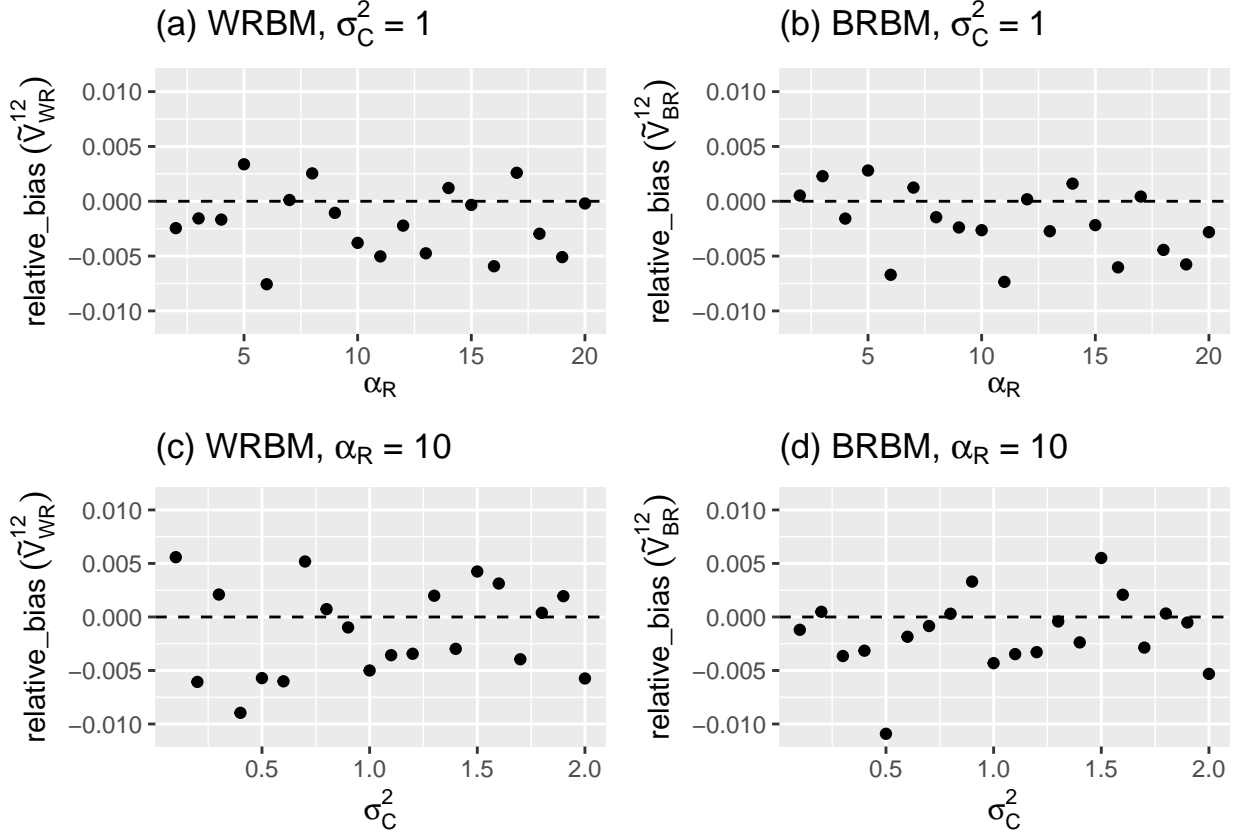 (a) WRBM, σ²_C = 1
relative_bias (Ṽ¹²_WR)
0.010
0.005
0.000
−0.005
−0.010
5 10 15 20
α_R
(b) BRBM, σ²_C = 1
relative_bias (Ṽ¹²_BR)
0.010
0.005
0.000
−0.005
−0.010
5 10 15 20
α_R
(c) WRBM, α_R = 10
relative_bias (Ṽ¹²_WR)
0.010
0.005
0.000
−0.005
−0.010
0.5 1.0 1.5 2.0
σ²_C
(d) BRBM, α_R = 10
relative_bias (Ṽ¹²_BR)
0.010
0.005
0.000
−0.005
−0.010
0.5 1.0 1.5 2.0
σ²_C